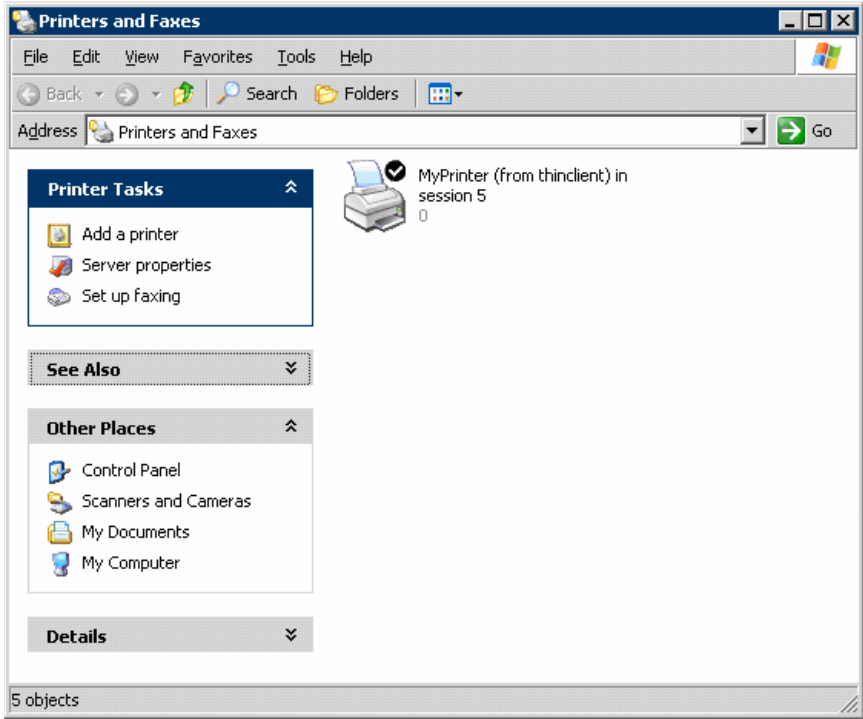 Printers and Faxes
File Edit View Favorites Tools Help
Back Search Folders
Address Printers and Faxes Go
Printer Tasks
Add a printer
Server properties
Set up faxing
See Also
Other Places
Control Panel
Scanners and Cameras
My Documents
My Computer
Details
MyPrinter (from thinclient) in
session 5
0
5 objects